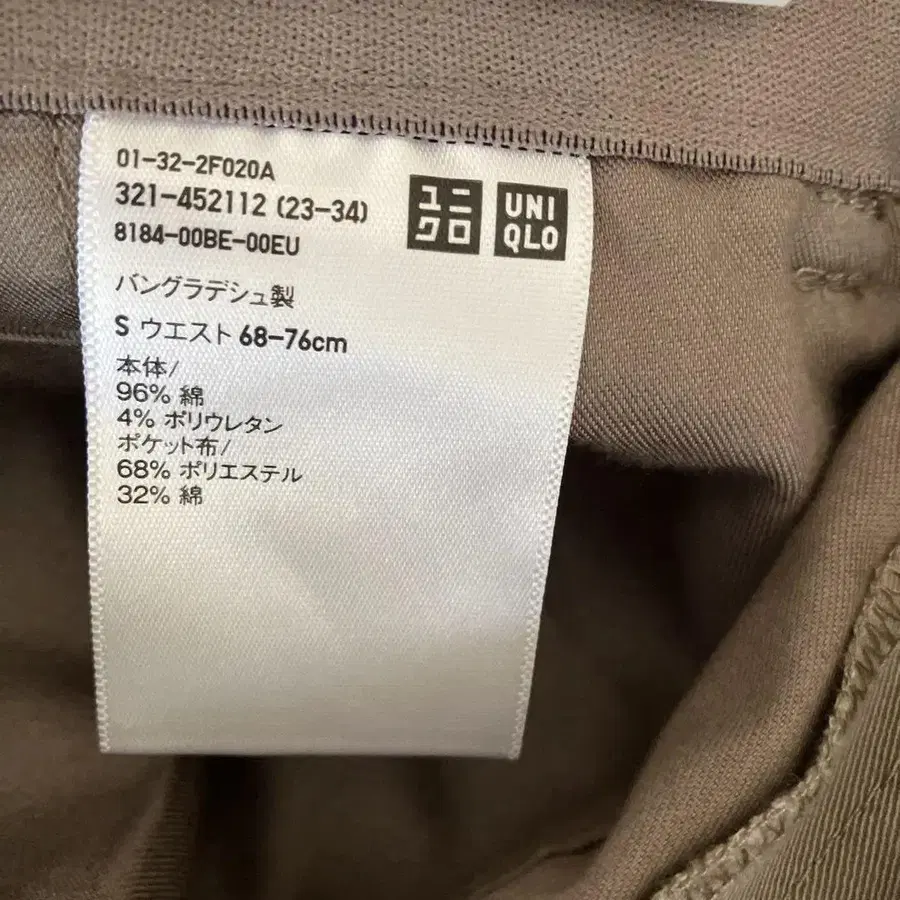 01-32-2F020A
321-452112 (23-34)
8184-00BE-00EU
ユニ
クロ
UNI
QLO
バングラデシュ製
S ウエスト 68-76cm
本体/
96% 綿
4% ポリウレタン
ポケット布/
68% ポリエステル
32% 綿